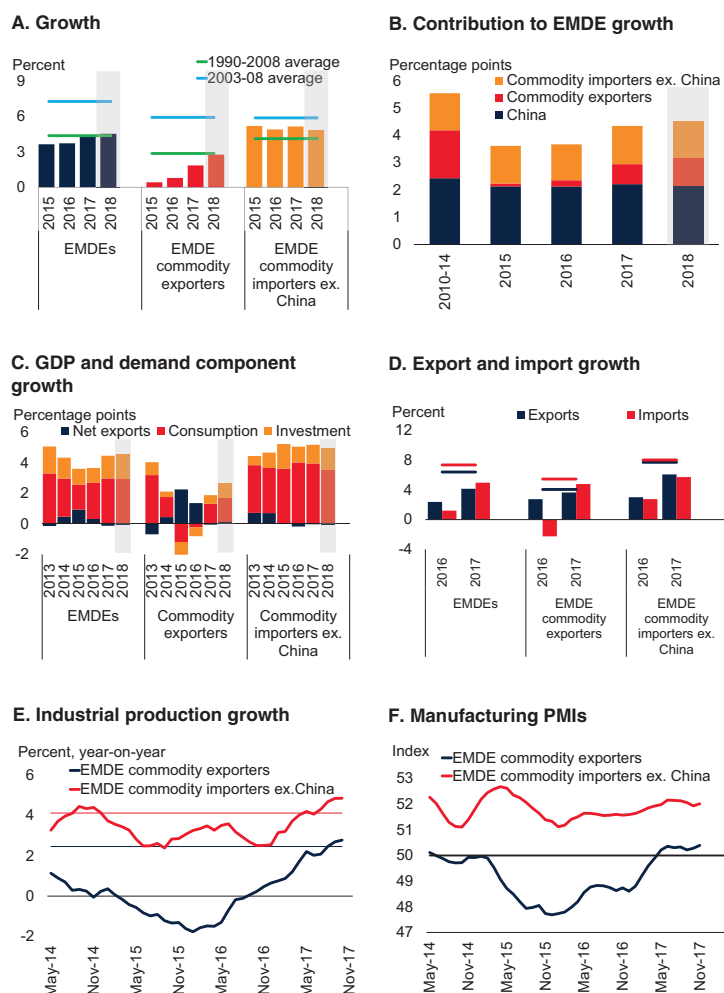 A. Growth
Percent
1990-2008 average
2003-08 average
9
6
3
0
2015
2016
2017
2018
2015
2016
2017
2018
2015
2016
2017
2018
EMDEs
EMDE
commodity
exporters
EMDE
commodity
importers ex.
China
B. Contribution to EMDE growth
Percentage points
Commodity importers ex. China
Commodity exporters
China
6
5
4
3
2
1
0
2010-14
2015
2016
2017
2018
C. GDP and demand component
growth
Percentage points
Net exports
Consumption
Investment
6
4
2
0
-2
2013
2014
2015
2016
2017
2018
2013
2014
2015
2016
2017
2018
2013
2014
2015
2016
2017
2018
EMDEs
Commodity
exporters
Commodity
importers ex.
China
D. Export and import growth
Percent
Exports
Imports
12
8
4
0
-4
2016
2017
2016
2017
2016
2017
EMDEs
EMDE
commodity
exporters
EMDE
commodity
importers ex.
China
E. Industrial production growth
Percent, year-on-year
EMDE commodity exporters
EMDE commodity importers ex.China
6
4
2
0
-2
May-14
Nov-14
May-15
Nov-15
May-16
Nov-16
May-17
Nov-17
F. Manufacturing PMIs
Index
EMDE commodity exporters
EMDE commodity importers ex. China
53
52
51
50
49
48
47
May-14
Nov-14
May-15
Nov-15
May-16
Nov-16
May-17
Nov-17